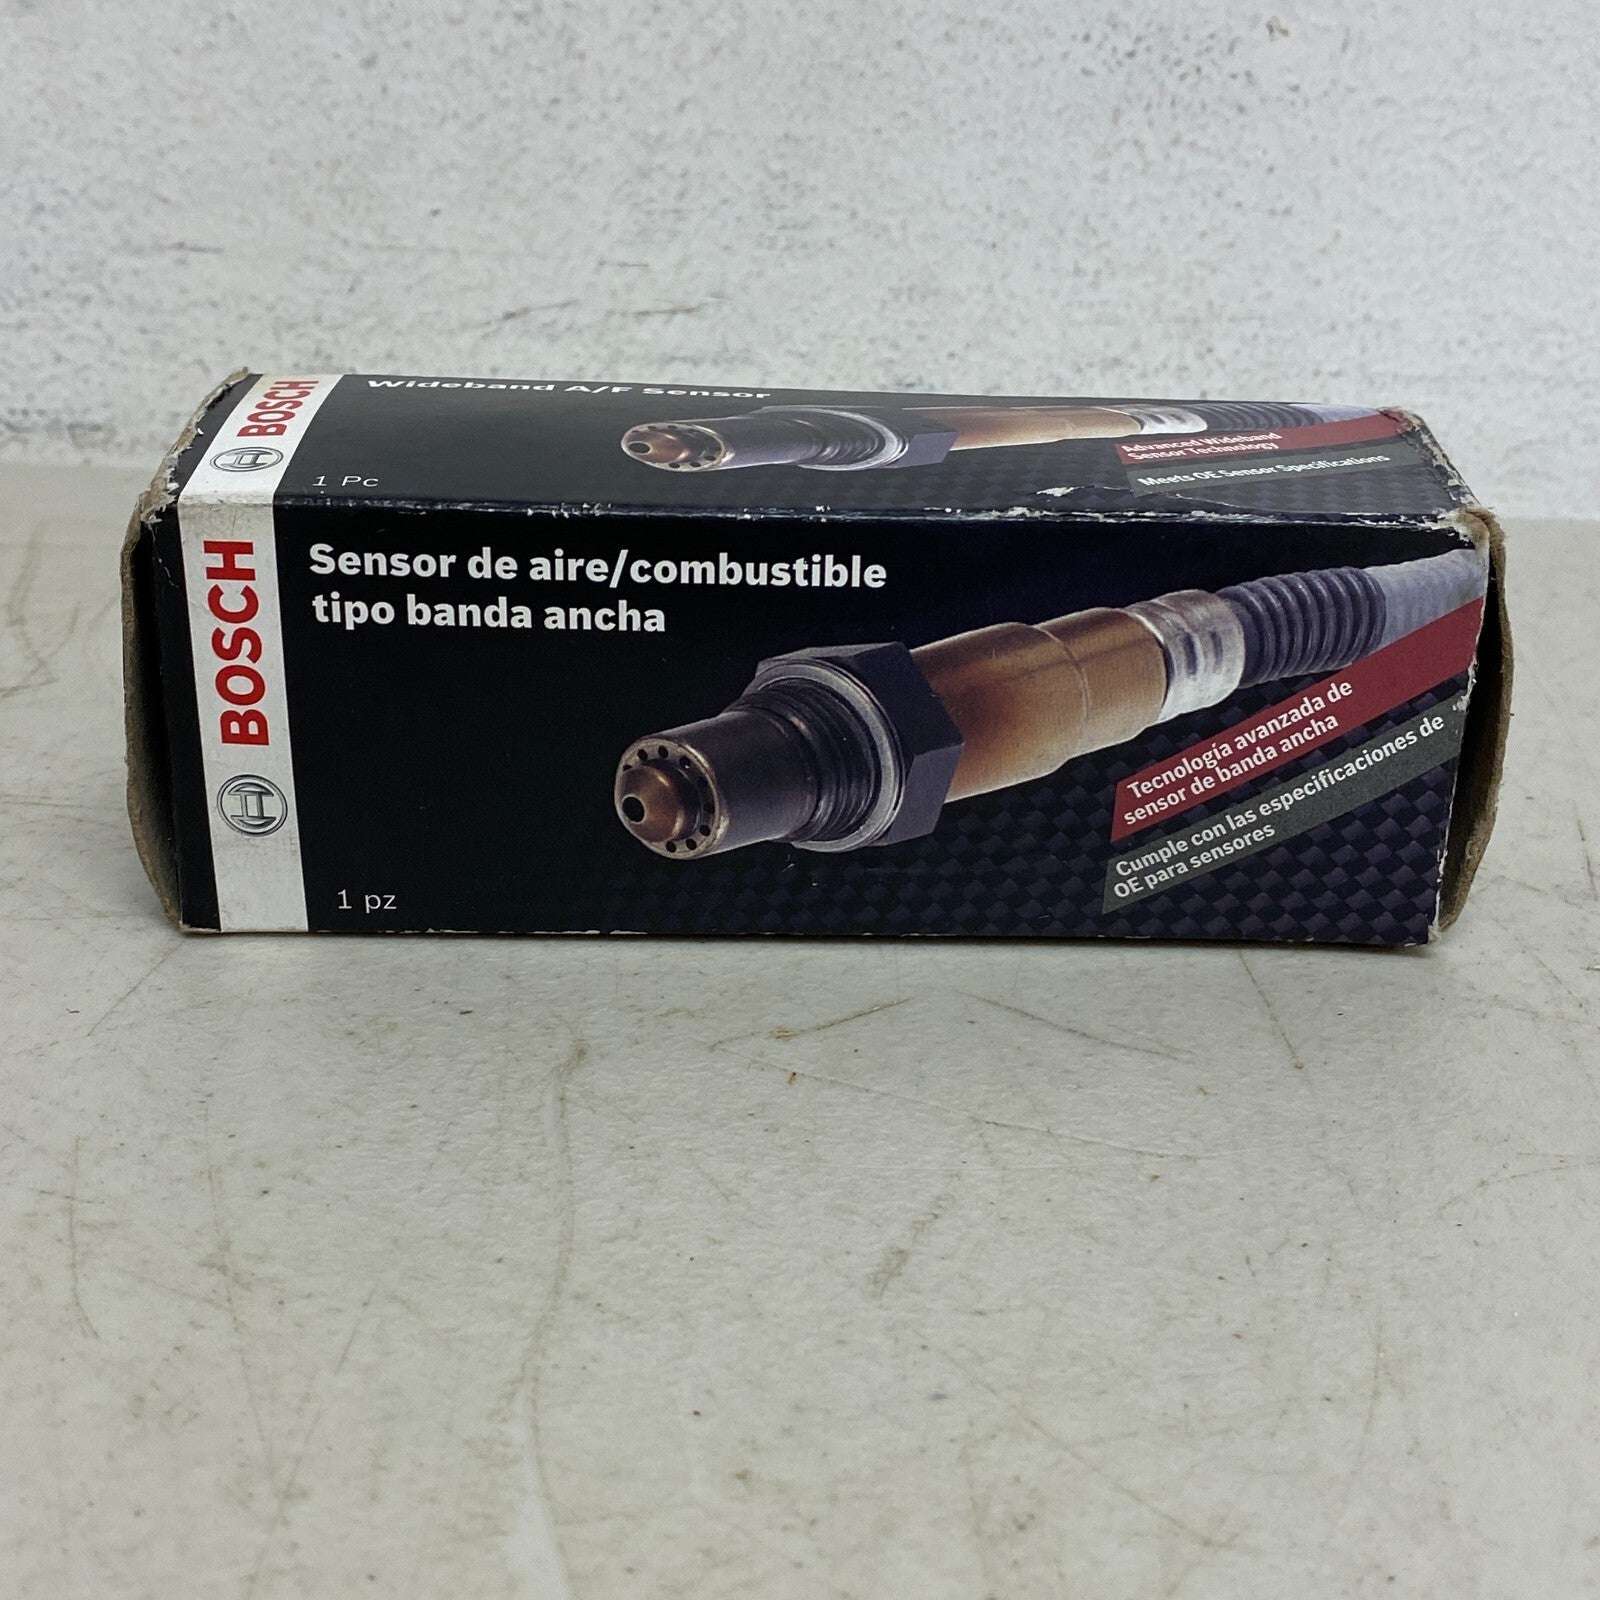 BOSCH
Wideband A/F Sensor
1 Pc
Advanced Wideband
Sensor Technology
Meets OE Sensor Specifications
BOSCH
Sensor de aire/combustible
tipo banda ancha
1 pz
Tecnología avanzada de
sensor de banda ancha
Cumple con las especificaciones de
OE para sensores